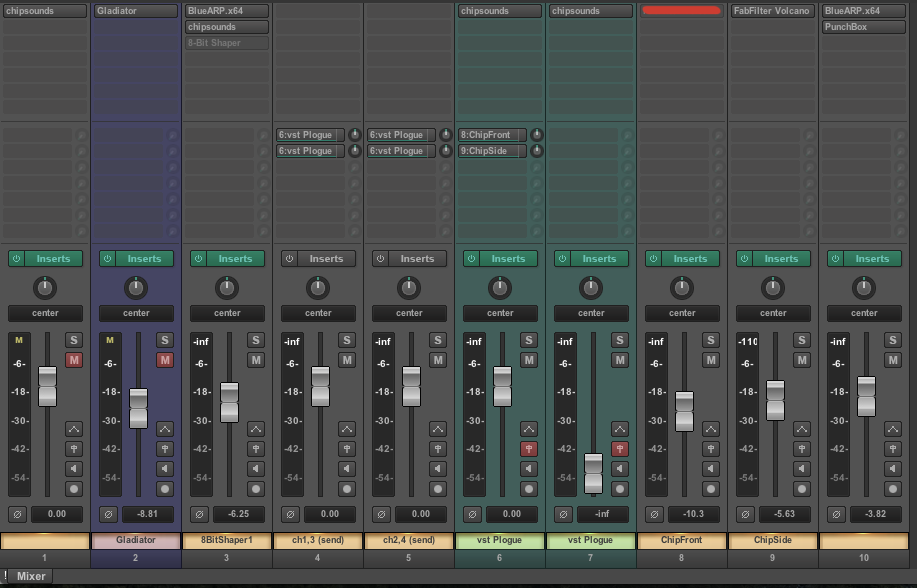 chipsounds Gladiator BlueARP.x64 chipsounds chipsounds FabFilter Volcano BlueARP.x64
chipsounds PunchBox
8-Bit Shaper
6:vst Plogue 6:vst Plogue 8:ChipFront
6:vst Plogue 6:vst Plogue 9:ChipSide
Inserts Inserts Inserts Inserts Inserts Inserts Inserts Inserts Inserts Inserts
center center center center center center center center center center
M S M S -inf S -inf S -inf S -inf S -inf S -inf S -110 S -inf S
-6- M -6- M -6- M -6- M -6- M -6- M -6- M -6- M -6- M -6- M
-18- -18- -18- -18- -18- -18- -18- -18- -18- -18-
-30- -30- -30- -30- -30- -30- -30- -30- -30- -30-
-42- -42- -42- -42- -42- -42- -42- -42- -42- -42-
-54- -54- -54- -54- -54- -54- -54- -54- -54- -54-
0.00 -8.81 -6.25 0.00 0.00 0.00 -inf -10.3 -5.63 -3.82
Gladiator 8BitShaper1 ch1,3 (send) ch2,4 (send) vst Plogue vst Plogue ChipFront ChipSide
1 2 3 4 5 6 7 8 9 10
! Mixer